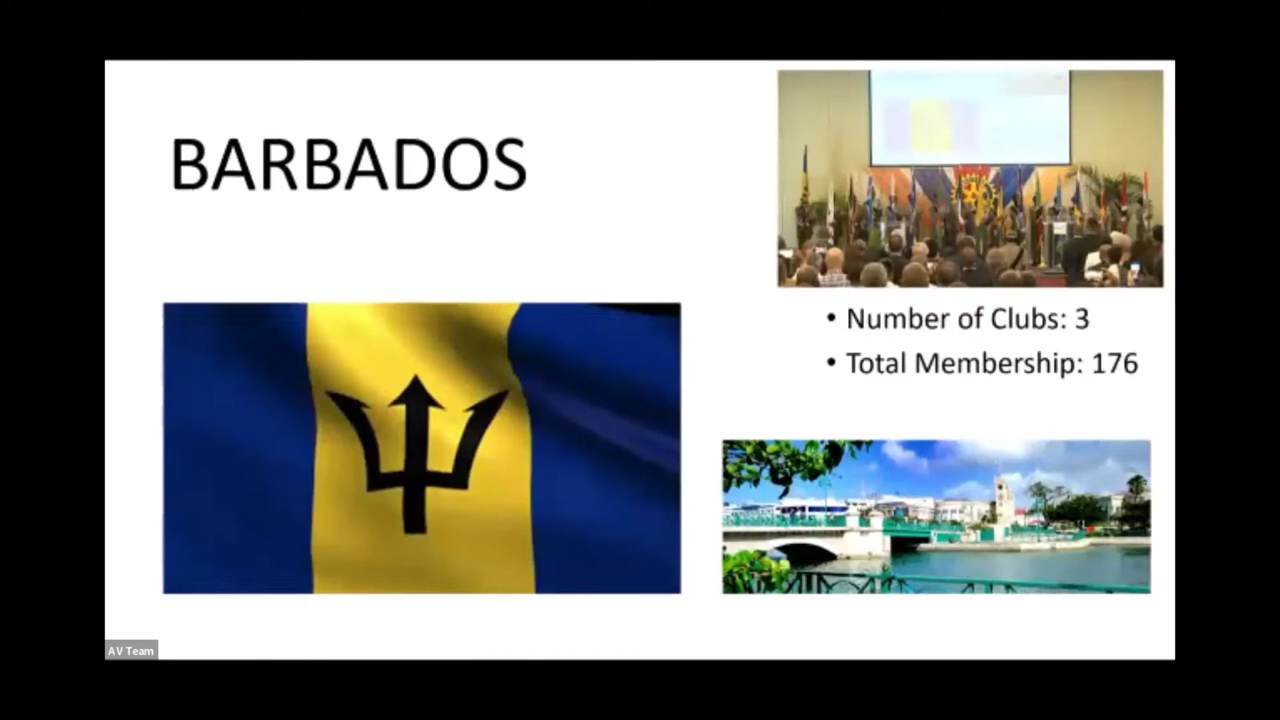 BARBADOS
• Number of Clubs: 3
• Total Membership: 176
AV Team